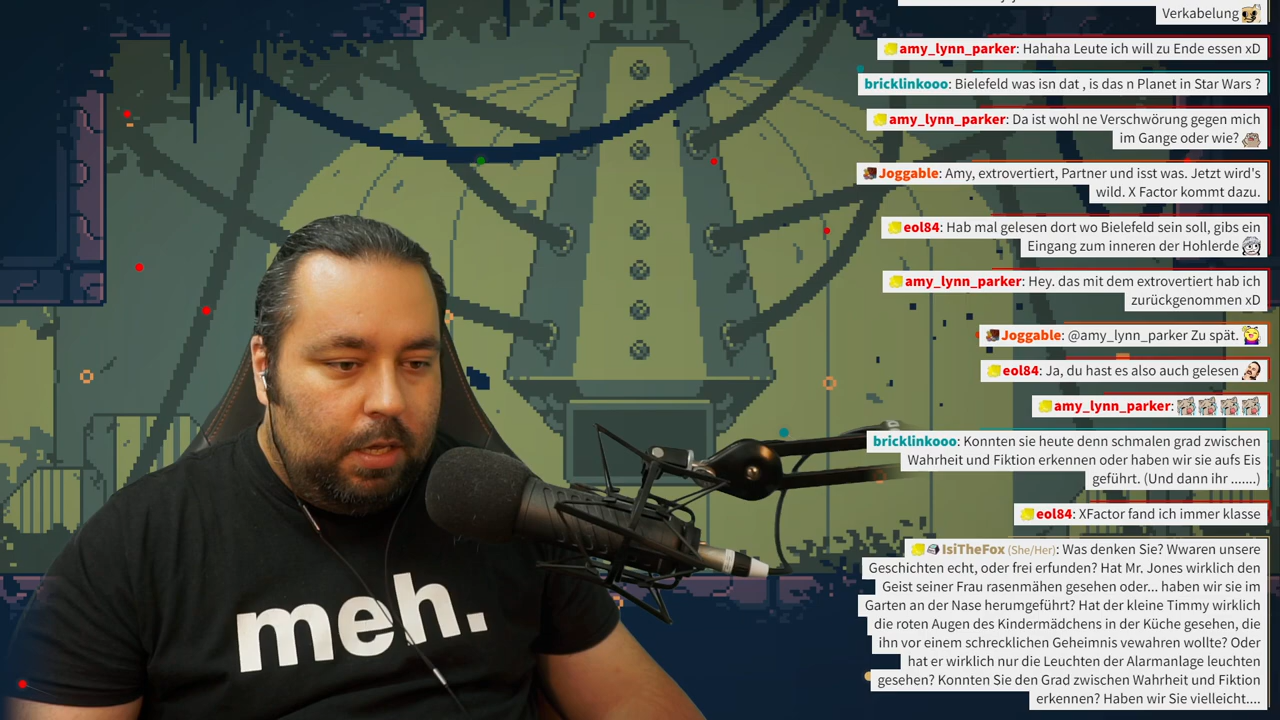 Verkabelung
amy_lynn_parker: Hahaha Leute ich will zu Ende essen xD
bricklinkooo: Bielefeld was isn dat , is das n Planet in Star Wars ?
amy_lynn_parker: Da ist wohl ne Verschwörung gegen mich
im Gange oder wie?
Joggable: Amy, extrovertiert, Partner und isst was. Jetzt wird's
wild. X Factor kommt dazu.
eol84: Hab mal gelesen dort wo Bielefeld sein soll, gibs ein
Eingang zum inneren der Hohlerde
amy_lynn_parker: Hey. das mit dem extrovertiert hab ich
zurückgenommen xD
Joggable: @amy_lynn_parker Zu spät.
eol84: Ja, du hast es also auch gelesen
amy_lynn_parker:
bricklinkooo: Konnten sie heute denn schmalen grad zwischen
Wahrheit und Fiktion erkennen oder haben wir sie aufs Eis
geführt. (Und dann ihr .......)
eol84: XFactor fand ich immer klasse
IsiTheFox (She/Her): Was denken Sie? Wwaren unsere
Geschichten echt, oder frei erfunden? Hat Mr. Jones wirklich den
Geist seiner Frau rasenmähen gesehen oder... haben wir sie im
Garten an der Nase herumgeführt? Hat der kleine Timmy wirklich
die roten Augen des Kindermädchens in der Küche gesehen, die
ihn vor einem schrecklichen Geheimnis vewahren wollte? Oder
hat er wirklich nur die Leuchten der Alarmanlage leuchten
gesehen? Konnten Sie den Grad zwischen Wahrheit und Fiktion
erkennen? Haben wir Sie vielleicht....
meh.